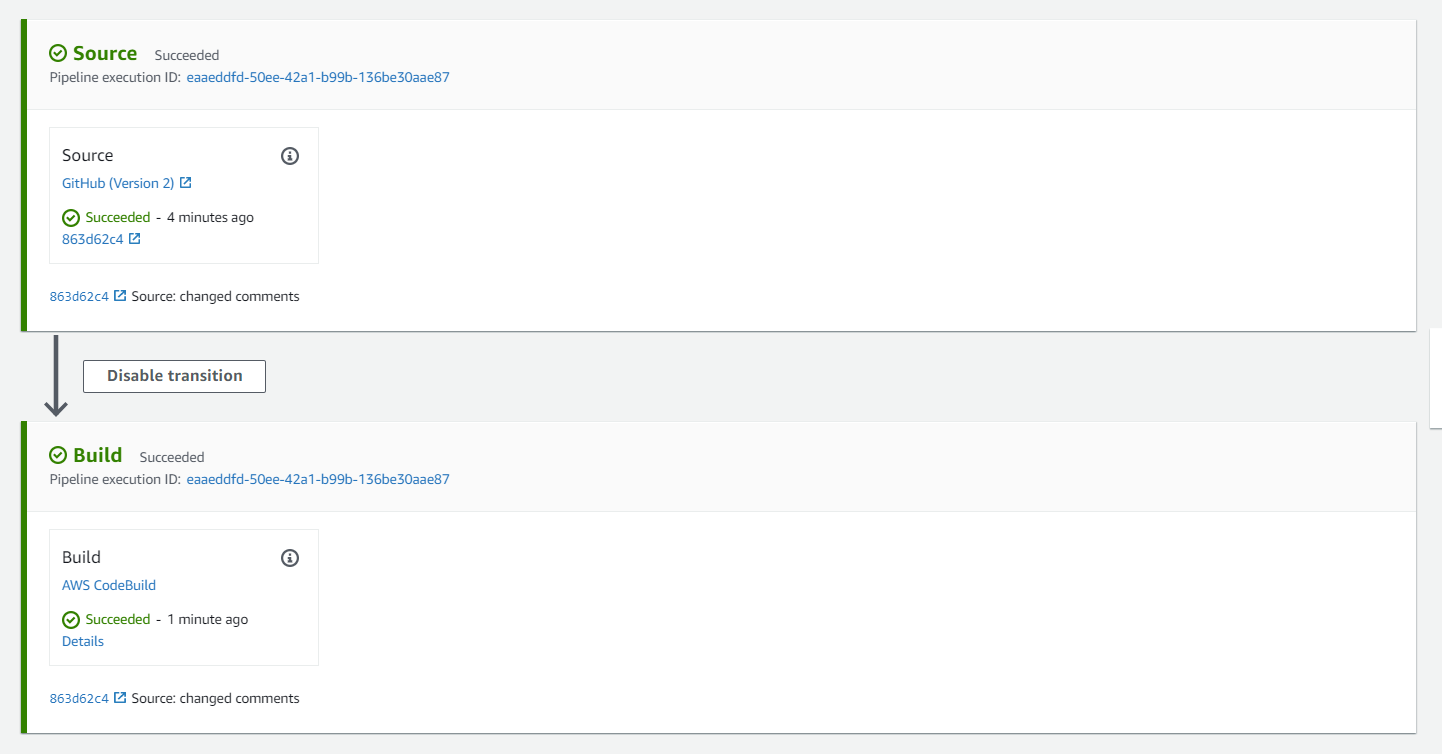 Source Succeeded
Pipeline execution ID: eaaeddfd-50ee-42a1-b99b-136be30aae87
Source
GitHub (Version 2)
Succeeded - 4 minutes ago
863d62c4
863d62c4 Source: changed comments
Disable transition
Build Succeeded
Pipeline execution ID: eaaeddfd-50ee-42a1-b99b-136be30aae87
Build
AWS CodeBuild
Succeeded - 1 minute ago
Details
863d62c4 Source: changed comments